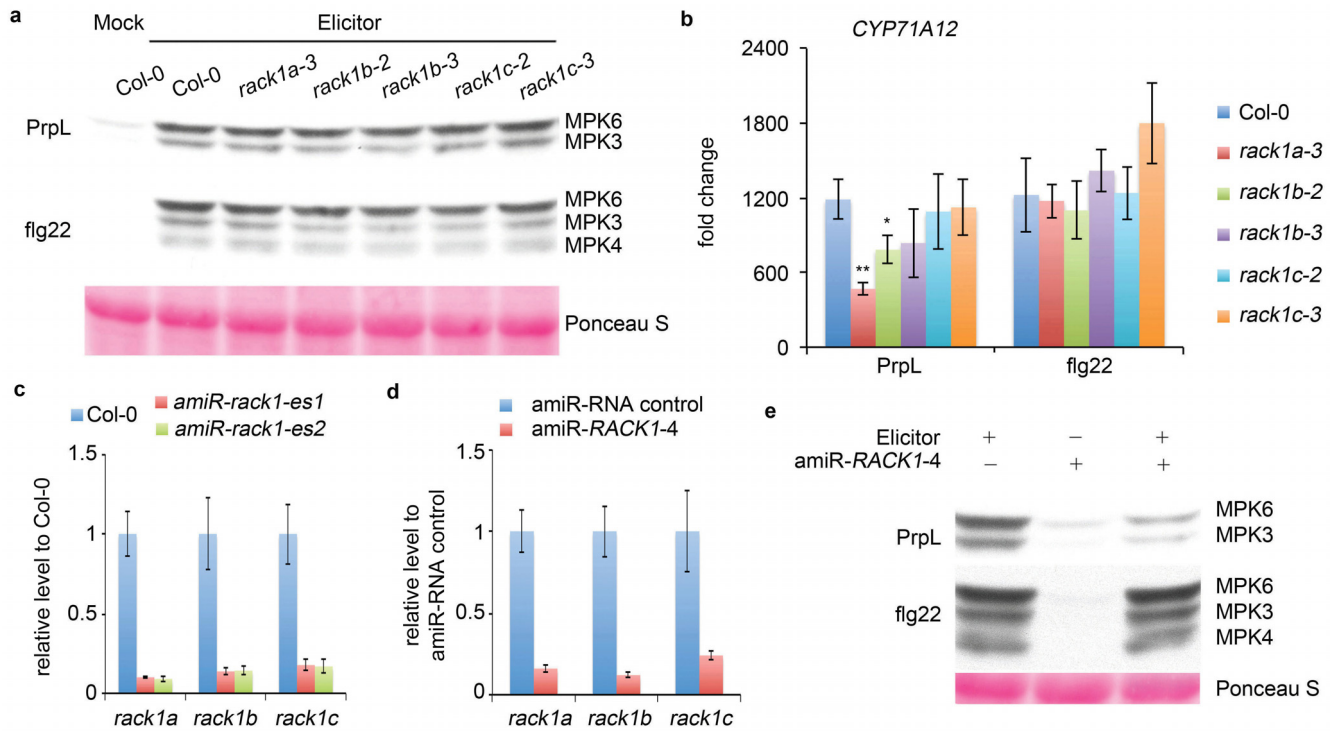 a
Mock Elicitor
Col-0 Col-0 rack1a-3 rack1b-2 rack1b-3 rack1c-2 rack1c-3
PrpL
MPK6
MPK3
flg22
MPK6
MPK3
MPK4
Ponceau S
b
CYP71A12
fold change
2400
1800
1200
600
0
**
*
PrpL flg22
Col-0
rack1a-3
rack1b-2
rack1b-3
rack1c-2
rack1c-3
c
Col-0
amiR-rack1-es1
amiR-rack1-es2
relative level to Col-0
1.5
1
0.5
0
rack1a rack1b rack1c
d
amiR-RNA control
amiR-RACK1-4
relative level to
amiR-RNA control
1.5
1
0.5
0
rack1a rack1b rack1c
e
Elicitor + − +
amiR-RACK1-4 − + +
PrpL
MPK6
MPK3
flg22
MPK6
MPK3
MPK4
Ponceau S